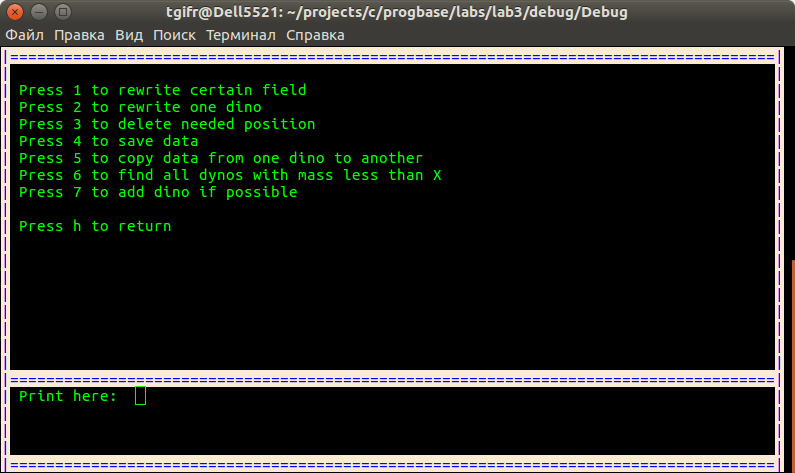 tgifr@Dell5521: ~/projects/c/progbase/labs/lab3/debug/Debug
Файл Правка Вид Поиск Терминал Справка
Press 1 to rewrite certain field
Press 2 to rewrite one dino
Press 3 to delete needed position
Press 4 to save data
Press 5 to copy data from one dino to another
Press 6 to find all dynos with mass less than X
Press 7 to add dino if possible
Press h to return
Print here: